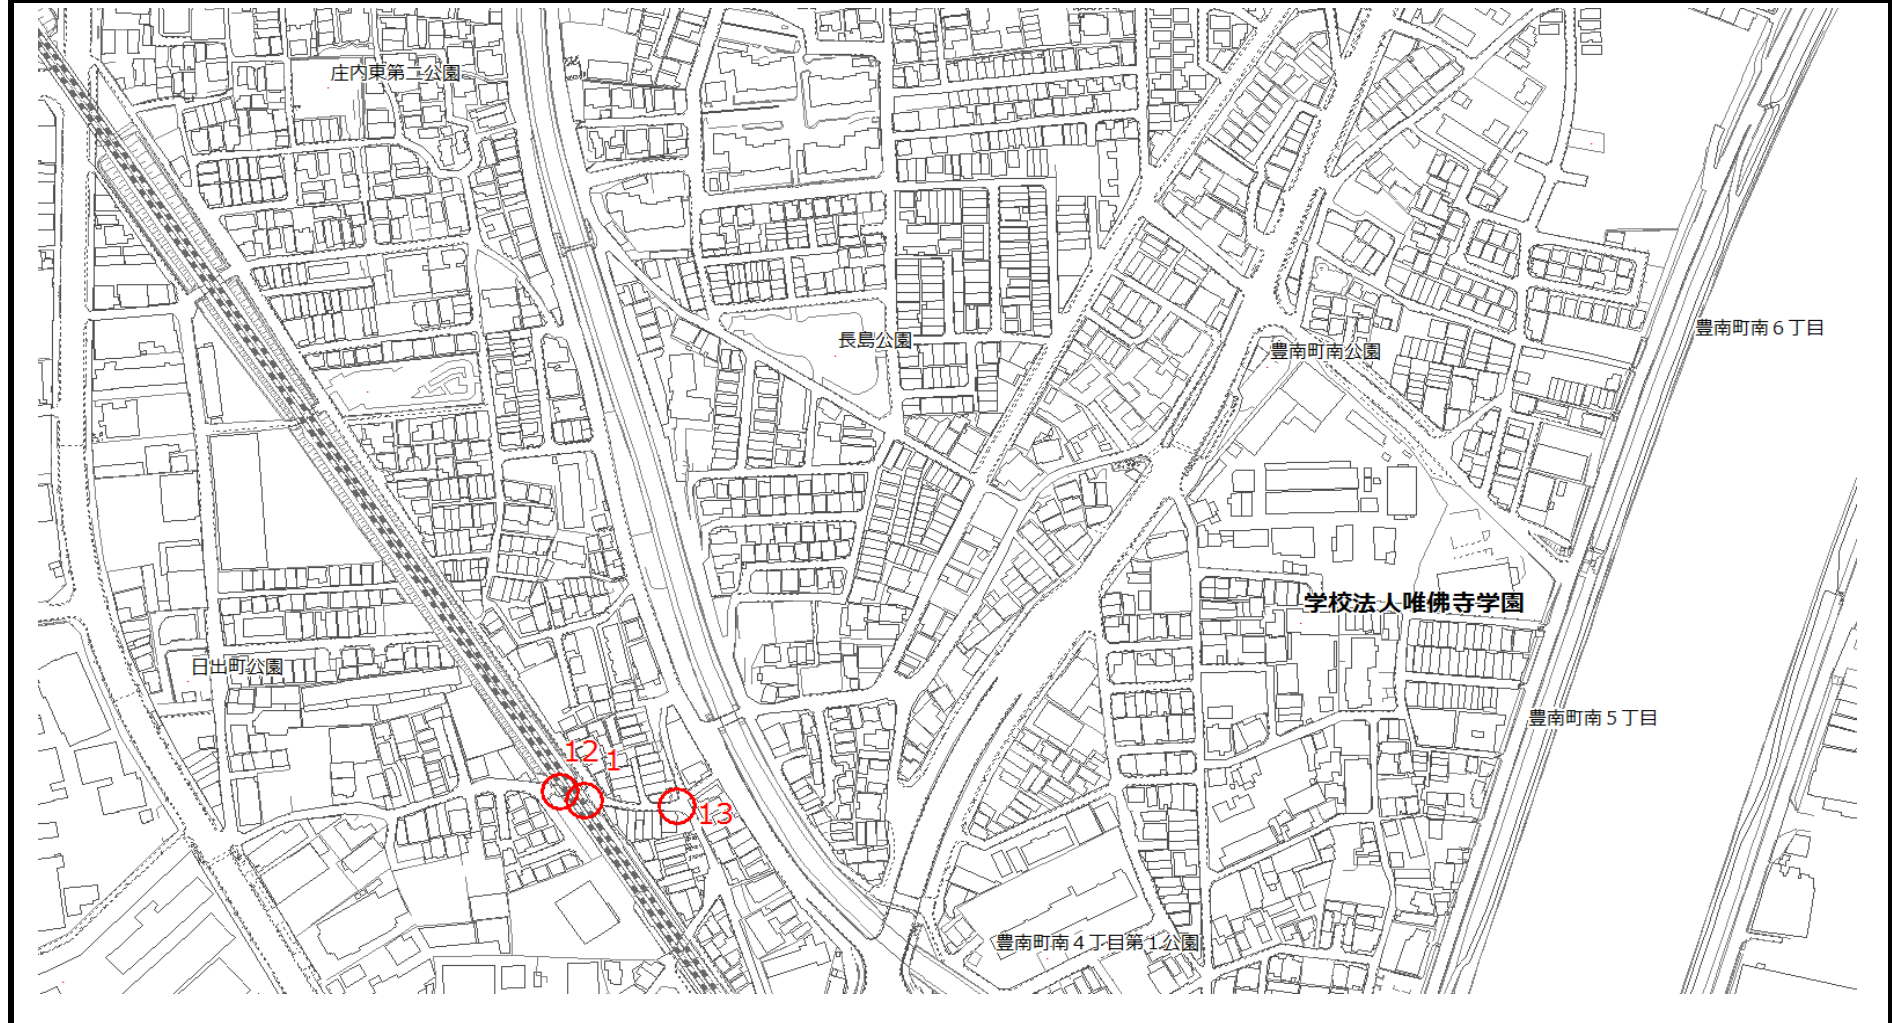 庄内東第二公園
豊南町南６丁目
長島公園
豊南町南公園
学校法人唯佛寺学園
日出町公園
豊南町南５丁目
12
1
13
豊南町南４丁目第１公園